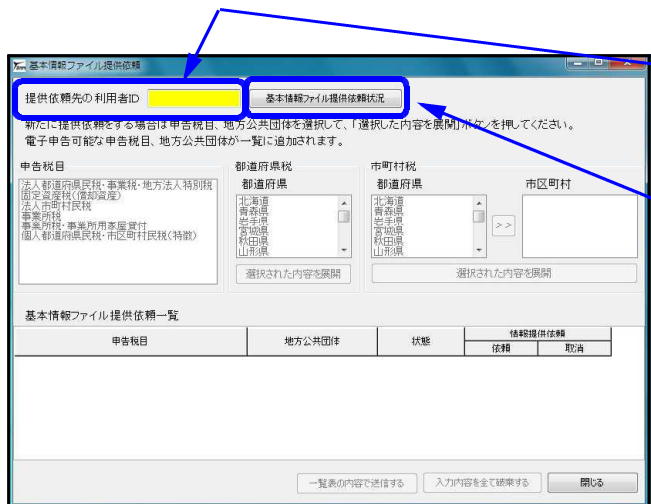 基本情報ファイル提供依頼
提供依頼先の利用者ID
基本情報ファイル提供依頼状況
新たに提供依頼をする場合は申告税目、地方公共団体を選択して、「選択した内容を展開」ボタンを押してください。
電子申告可能な申告税目、地方公共団体が一覧に追加されます。
申告税目
都道府県税
市町村税
都道府県
都道府県
市区町村
法人都道府県民税・事業税・地方法人特別税
固定資産税(償却資産)
法人市町村民税
事業所税
事業所税・事業所用家屋貸付
個人都道府県民税・市区町村民税(特徴)
北海道
青森県
岩手県
宮城県
秋田県
山形県
北海道
青森県
岩手県
宮城県
秋田県
山形県
>>
選択された内容を展開
選択された内容を展開
基本情報ファイル提供依頼一覧
申告税目
地方公共団体
状態
情報提供依頼
依頼
取消
一覧表の内容で送信する
入力内容を全て破棄する
閉じる